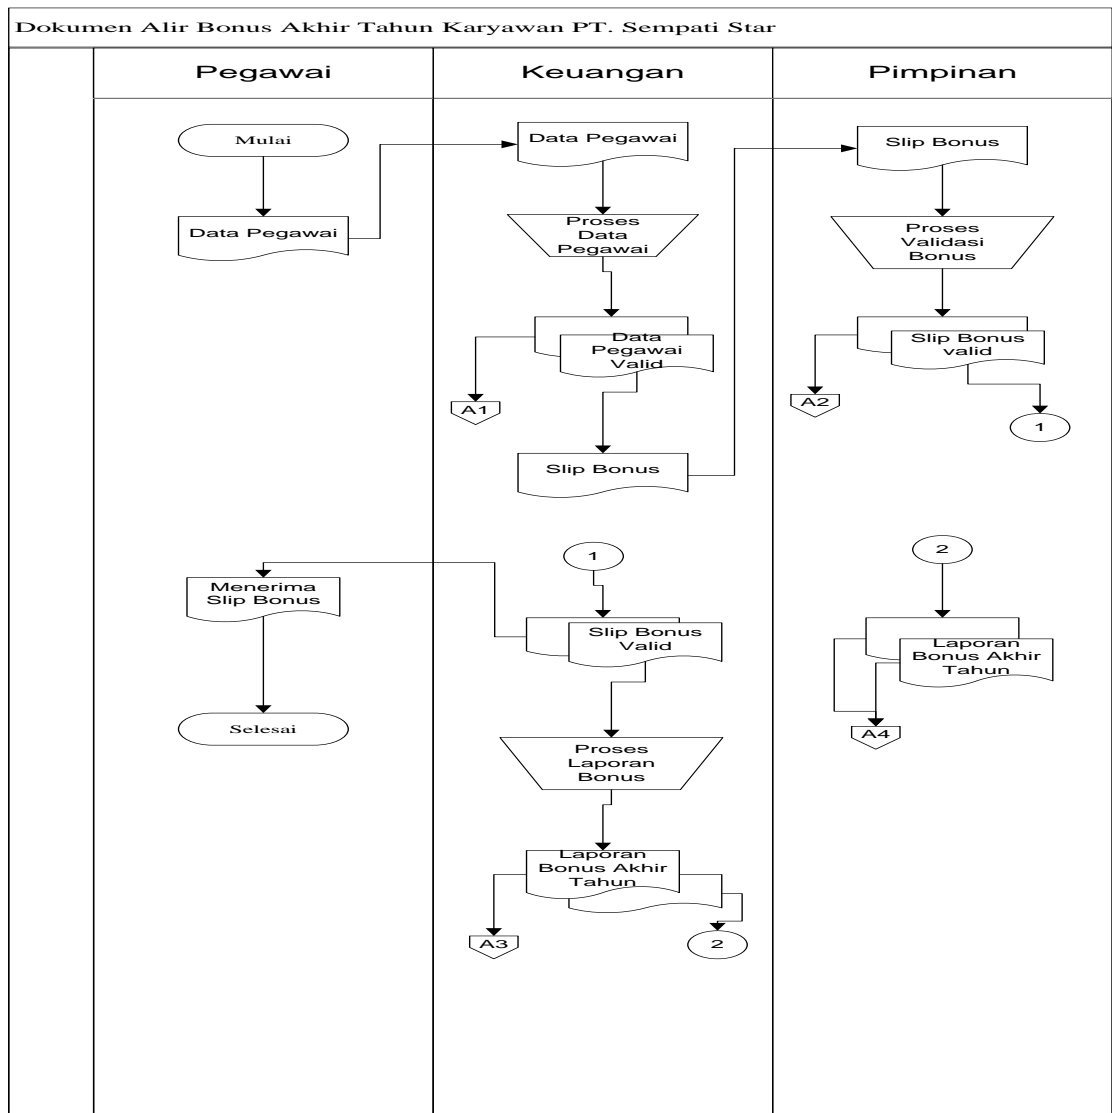 Dokumen Alir Bonus Akhir Tahun Karyawan PT. Sempati Star
Pegawai
Keuangan
Pimpinan
Mulai
Data Pegawai
Data Pegawai
Proses
Data
Pegawai
Data
Pegawai
Valid
A1
Slip Bonus
Slip Bonus
Proses
Validasi
Bonus
Slip Bonus
valid
A2
1
1
Slip Bonus
Valid
Menerima
Slip Bonus
Selesai
Proses
Laporan
Bonus
Laporan
Bonus Akhir
Tahun
A3
2
2
Laporan
Bonus Akhir
Tahun
A4